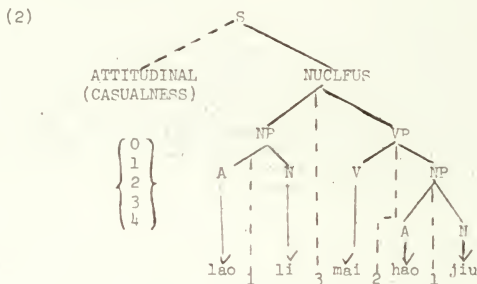 (2)
S
ATTITUDINAL NUCLFUS
(CASUALNESS)
NP VP
0
1
2
3
4
A N V NP
A N
lao 1 li 3 mai 2 hao 1 jiu